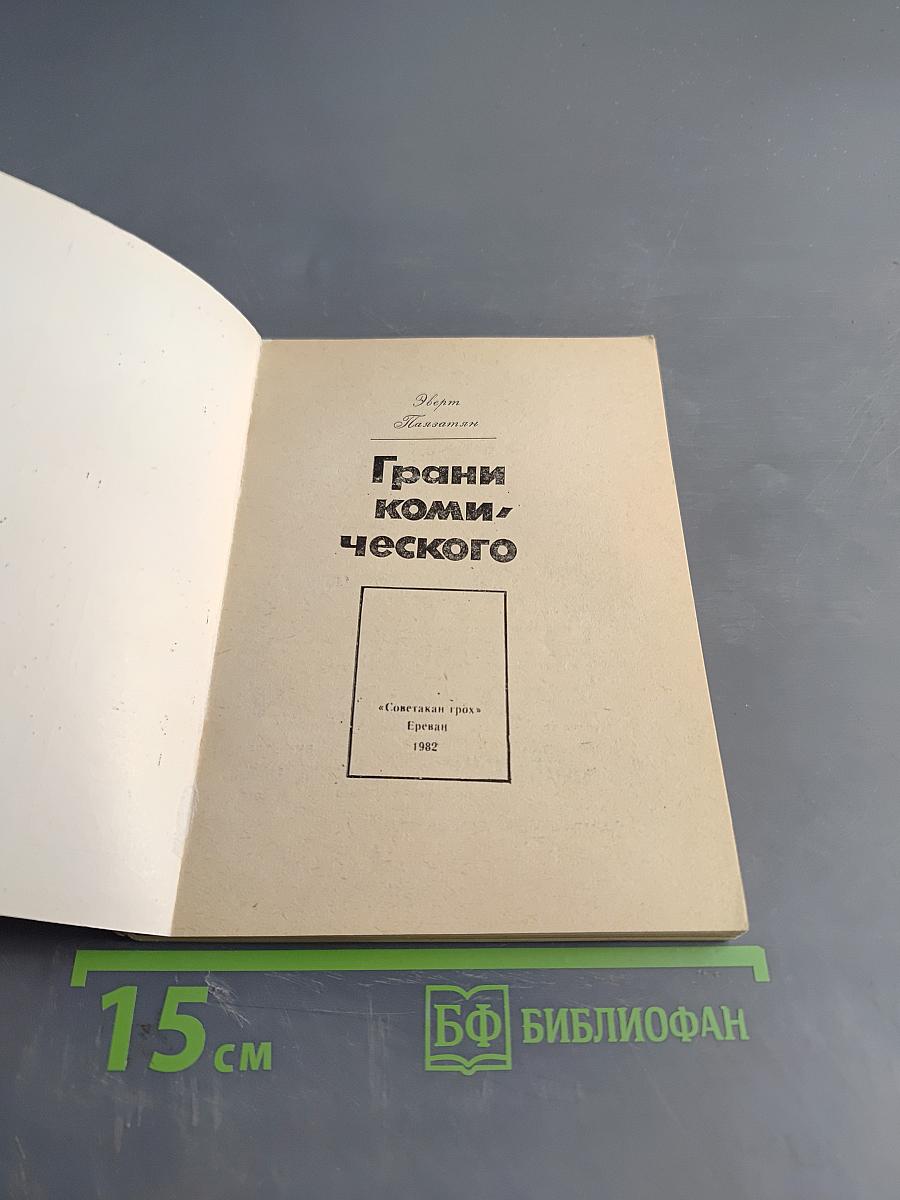 Эверт
Паязатян
Грани
коми-
ческого
«Советакан грох»
Ереван
1982
15 см
БФ БИБЛИОФАН